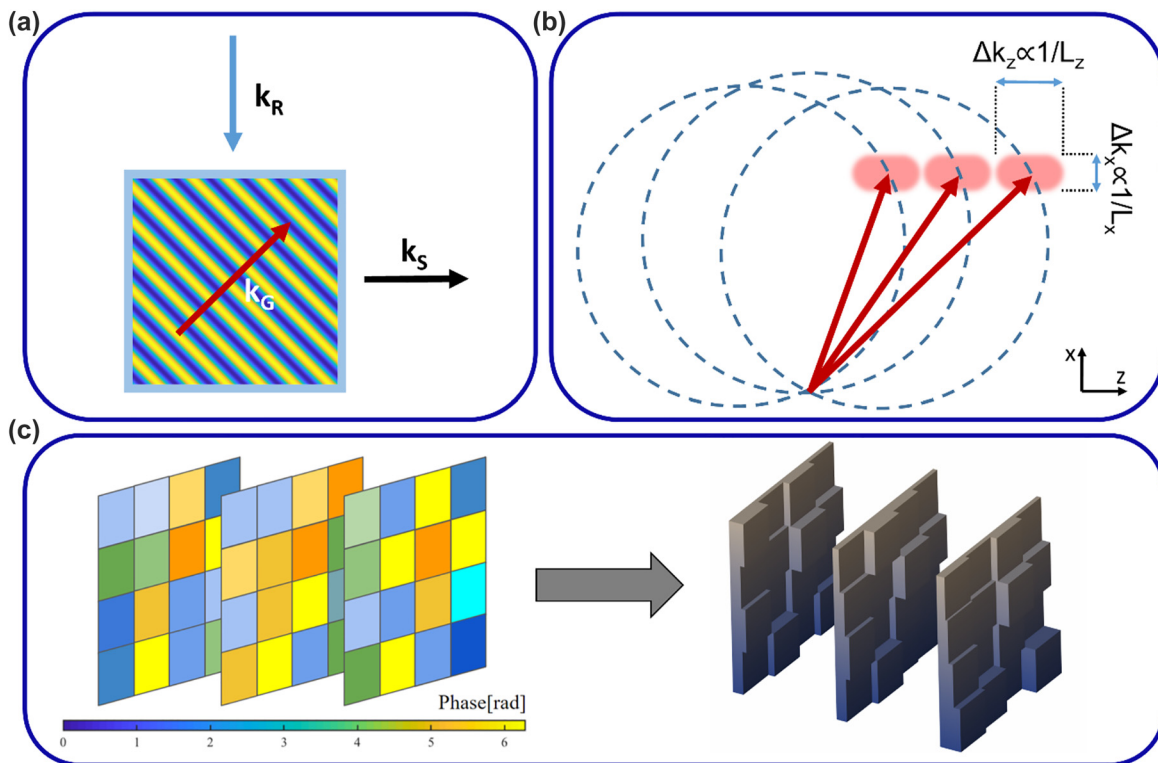 (a)
k_R
k_G
k_S
(b)
Δk_z∝1/L_z
Δk_x∝1/L_x
x
z
(c)
Phase[rad]
0 1 2 3 4 5 6